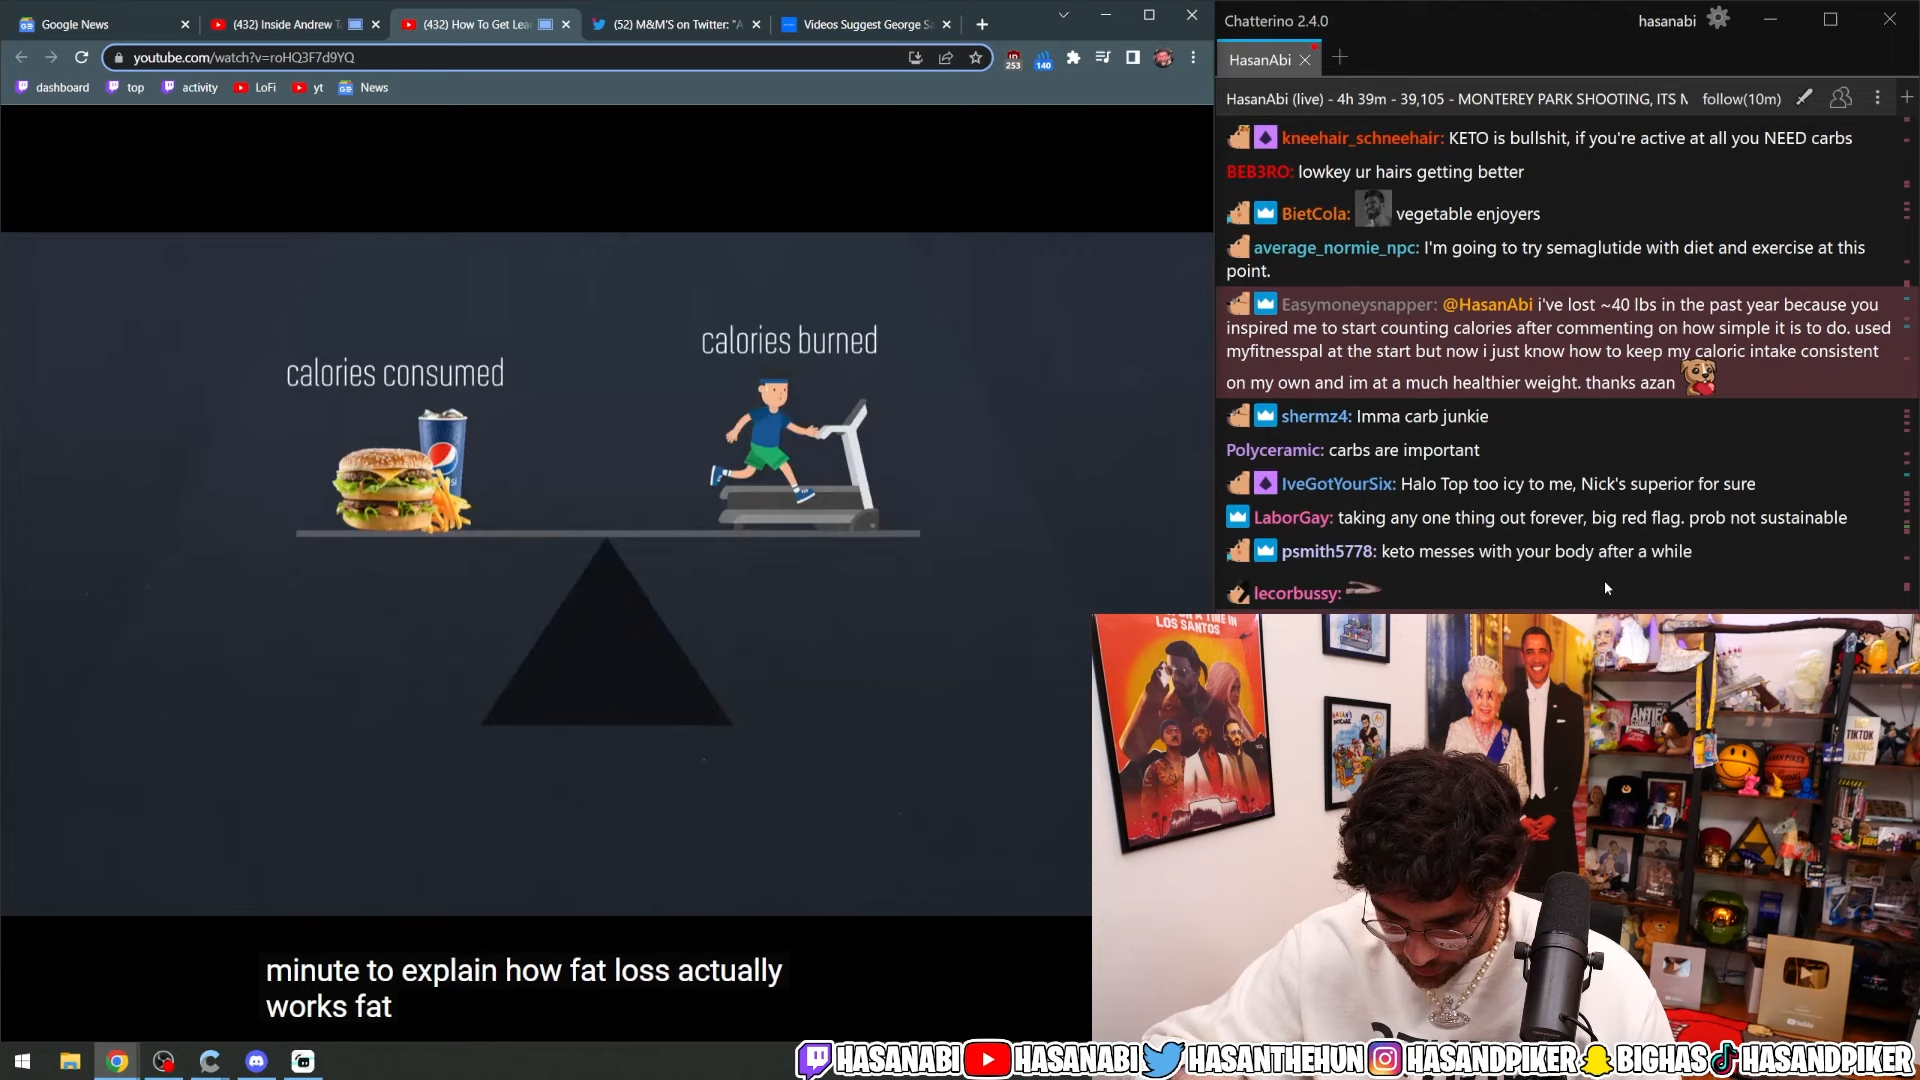 Google News
(432) Inside Andrew T
(432) How To Get Lea
(52) M&M'S on Twitter: "A
Videos Suggest George Sa
youtube.com/watch?v=roHQ3F7d9YQ
253
140
dashboard
top
activity
LoFi
yt
News
calories consumed
calories burned
minute to explain how fat loss actually
works fat
Chatterino 2.4.0
hasanabi
HasanAbi
HasanAbi (live) - 4h 39m - 39,105 - MONTEREY PARK SHOOTING, ITS M
follow(10m)
kneehair_schneehair: KETO is bullshit, if you're active at all you NEED carbs
BEB3RO: lowkey ur hairs getting better
BietCola: vegetable enjoyers
average_normie_npc: I'm going to try semaglutide with diet and exercise at this
point.
Easymoneysnapper: @HasanAbi i've lost ~40 lbs in the past year because you
inspired me to start counting calories after commenting on how simple it is to do. used
myfitnesspal at the start but now i just know how to keep my caloric intake consistent
on my own and im at a much healthier weight. thanks azan
shermz4: Imma carb junkie
Polyceramic: carbs are important
IveGotYourSix: Halo Top too icy to me, Nick's superior for sure
LaborGay: taking any one thing out forever, big red flag. prob not sustainable
psmith5778: keto messes with your body after a while
lecorbussy:
LOS SANTOS
ANTIF
TIKTOK
FAMOUS
FAST
HASANABI
HASANABI
HASANTHEHUN
HASANDPIKER
BIGHAS
HASANDPIKER